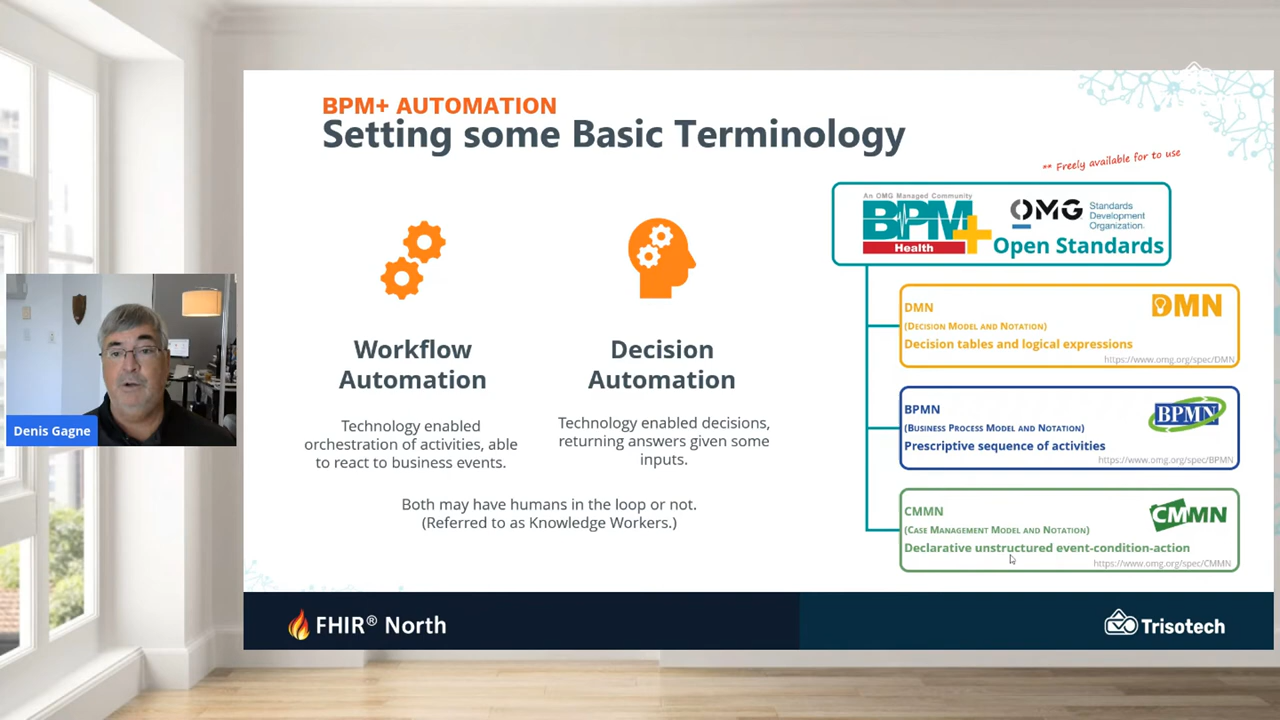 BPM+ AUTOMATION
Setting some Basic Terminology
** Freely available for to use
An OMG Managed Community
BPM+
Health
OMG
Standards
Development
Organization.
Open Standards
Workflow
Automation
Technology enabled
orchestration of activities, able
to react to business events.
Decision
Automation
Technology enabled decisions,
returning answers given some
inputs.
Both may have humans in the loop or not.
(Referred to as Knowledge Workers.)
DMN
DMN
(Decision Model and Notation)
Decision tables and logical expressions
https://www.omg.org/spec/DMN
BPMN
BPMN
(Business Process Model and Notation)
Prescriptive sequence of activities
https://www.omg.org/spec/BPMN
CMMN
CMMN
(Case Management Model and Notation)
Declarative unstructured event-condition-action
https://www.omg.org/spec/CMMN
Denis Gagne
FHIR® North
Trisotech